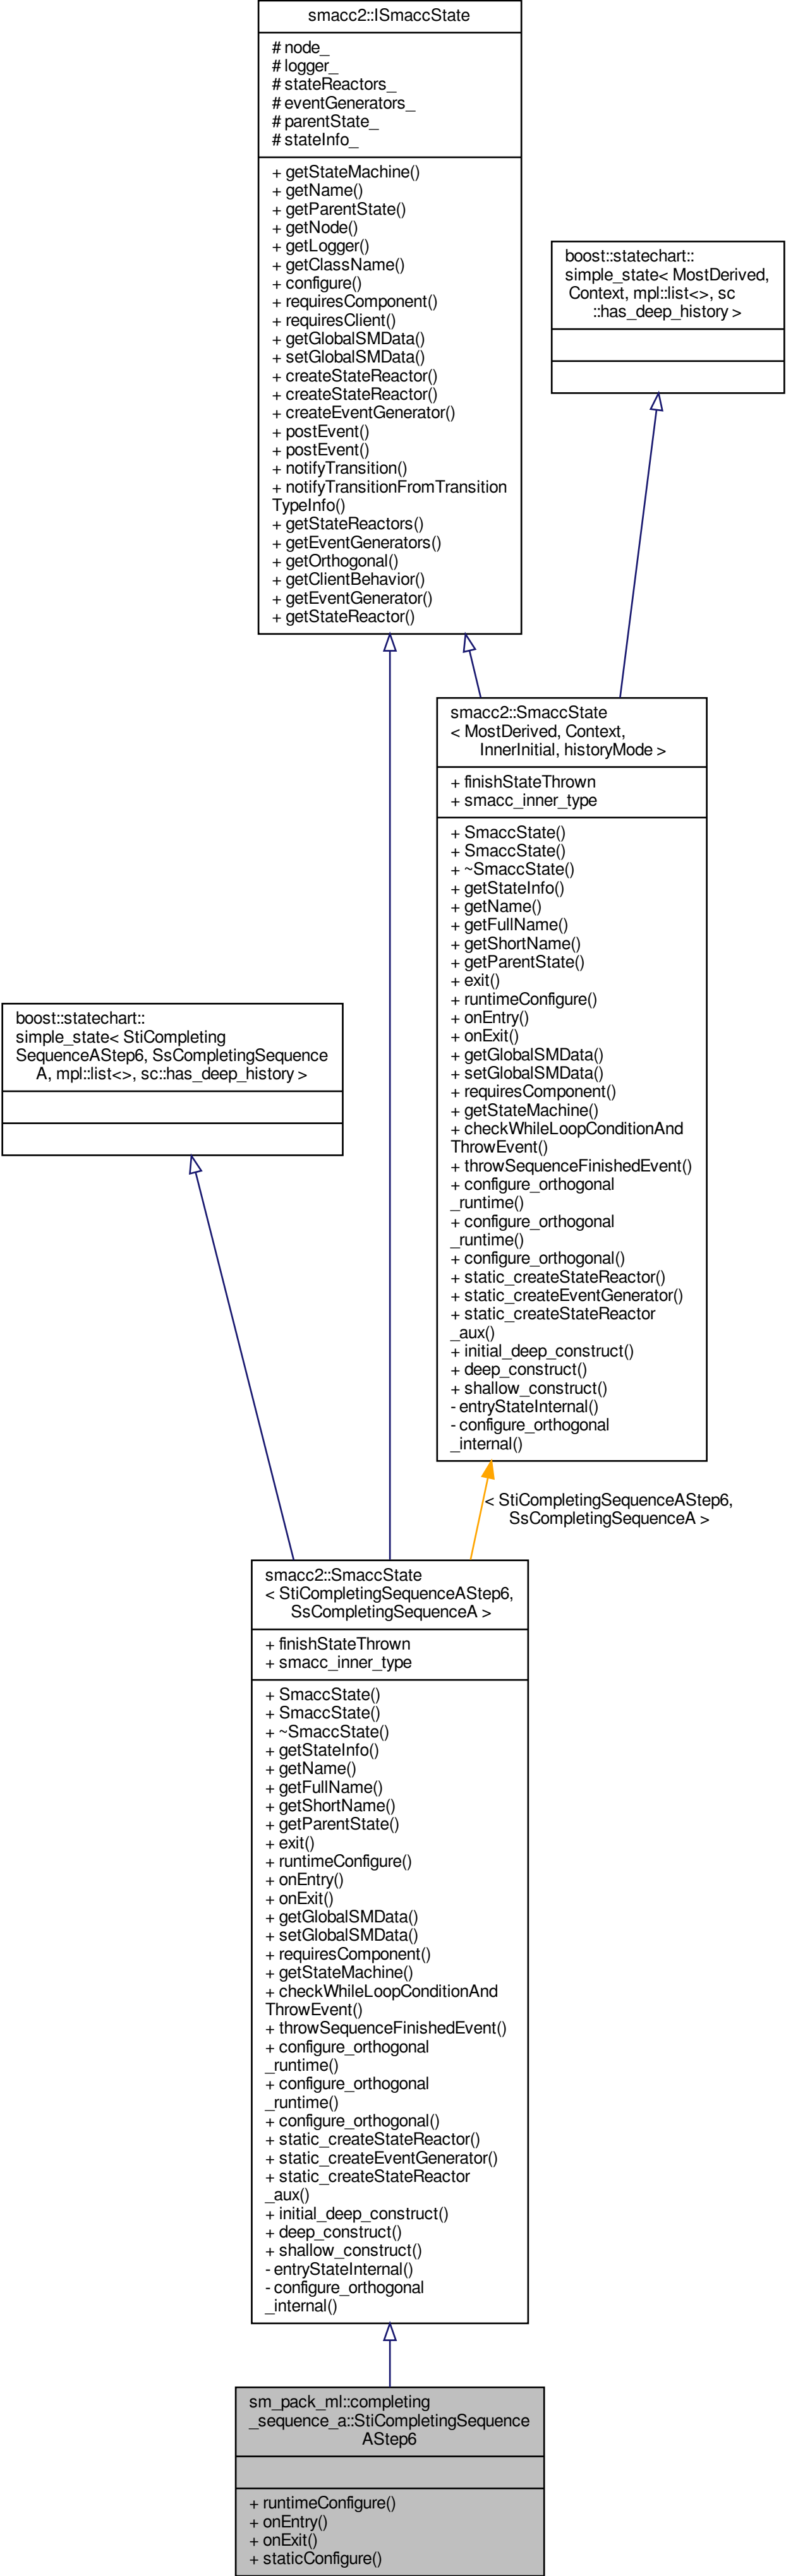 smacc2::ISmaccState
# node_
# logger_
# stateReactors_
# eventGenerators_
# parentState_
# stateInfo_
+ getStateMachine()
+ getName()
+ getParentState()
+ getNode()
+ getLogger()
+ getClassName()
+ configure()
+ requiresComponent()
+ requiresClient()
+ getGlobalSMData()
+ setGlobalSMData()
+ createStateReactor()
+ createStateReactor()
+ createEventGenerator()
+ postEvent()
+ postEvent()
+ notifyTransition()
+ notifyTransitionFromTransition
TypeInfo()
+ getStateReactors()
+ getEventGenerators()
+ getOrthogonal()
+ getClientBehavior()
+ getEventGenerator()
+ getStateReactor()
boost::statechart::
simple_state< MostDerived,
Context, mpl::list<>, sc
::has_deep_history >
smacc2::SmaccState
< MostDerived, Context,
InnerInitial, historyMode >
+ finishStateThrown
+ smacc_inner_type
+ SmaccState()
+ SmaccState()
+ ~SmaccState()
+ getStateInfo()
+ getName()
+ getFullName()
+ getShortName()
+ getParentState()
+ exit()
+ runtimeConfigure()
+ onEntry()
+ onExit()
+ getGlobalSMData()
+ setGlobalSMData()
+ requiresComponent()
+ getStateMachine()
+ checkWhileLoopConditionAnd
ThrowEvent()
+ throwSequenceFinishedEvent()
+ configure_orthogonal
_runtime()
+ configure_orthogonal
_runtime()
+ configure_orthogonal()
+ static_createStateReactor()
+ static_createEventGenerator()
+ static_createStateReactor
_aux()
+ initial_deep_construct()
+ deep_construct()
+ shallow_construct()
- entryStateInternal()
- configure_orthogonal
_internal()
boost::statechart::
simple_state< StiCompleting
SequenceAStep6, SsCompletingSequence
A, mpl::list<>, sc::has_deep_history >
< StiCompletingSequenceAStep6,
SsCompletingSequenceA >
smacc2::SmaccState
< StiCompletingSequenceAStep6,
SsCompletingSequenceA >
+ finishStateThrown
+ smacc_inner_type
+ SmaccState()
+ SmaccState()
+ ~SmaccState()
+ getStateInfo()
+ getName()
+ getFullName()
+ getShortName()
+ getParentState()
+ exit()
+ runtimeConfigure()
+ onEntry()
+ onExit()
+ getGlobalSMData()
+ setGlobalSMData()
+ requiresComponent()
+ getStateMachine()
+ checkWhileLoopConditionAnd
ThrowEvent()
+ throwSequenceFinishedEvent()
+ configure_orthogonal
_runtime()
+ configure_orthogonal
_runtime()
+ configure_orthogonal()
+ static_createStateReactor()
+ static_createEventGenerator()
+ static_createStateReactor
_aux()
+ initial_deep_construct()
+ deep_construct()
+ shallow_construct()
- entryStateInternal()
- configure_orthogonal
_internal()
sm_pack_ml::completing
_sequence_a::StiCompletingSequence
AStep6
+ runtimeConfigure()
+ onEntry()
+ onExit()
+ staticConfigure()